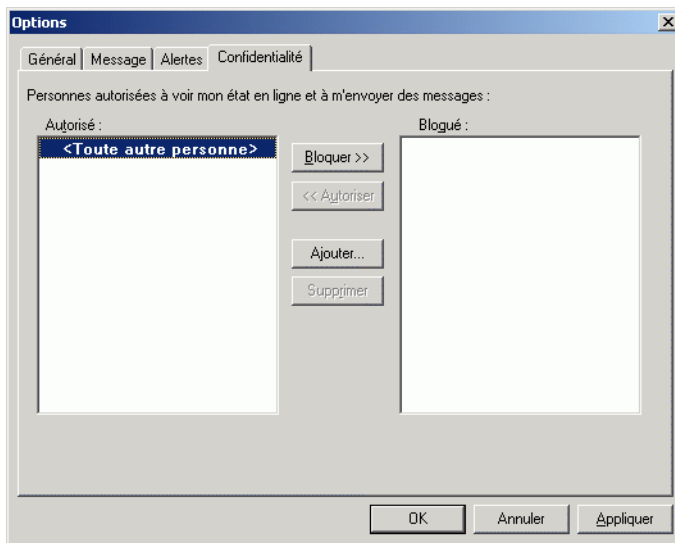 Options
Général Message Alertes Confidentialité
Personnes autorisées à voir mon état en ligne et à m'envoyer des messages :
Autorisé :
<Toute autre personne>
Bloquer >>
<< Autoriser
Ajouter...
Supprimer
Blogué :
OK Annuler Appliquer